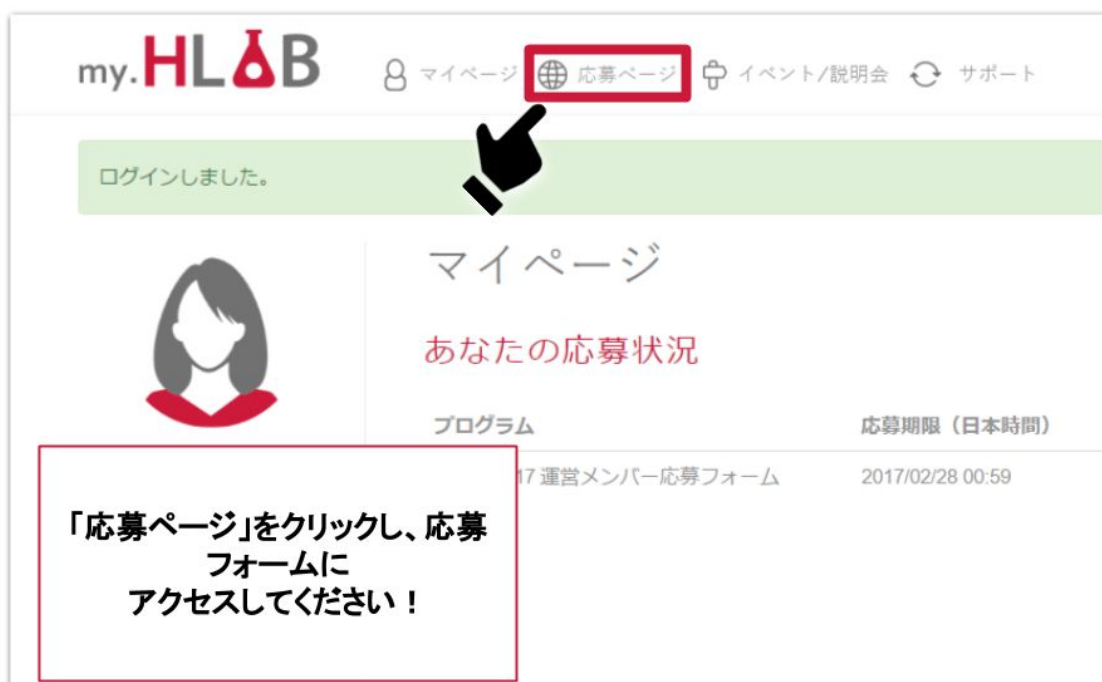 my.HLAB
マイページ 応募ページ イベント/説明会 サポート
ログインしました。
マイページ
あなたの応募状況
プログラム 応募期限（日本時間）
17 運営メンバー応募フォーム 2017/02/28 00:59
「応募ページ」をクリックし、応募
フォームに
アクセスしてください！